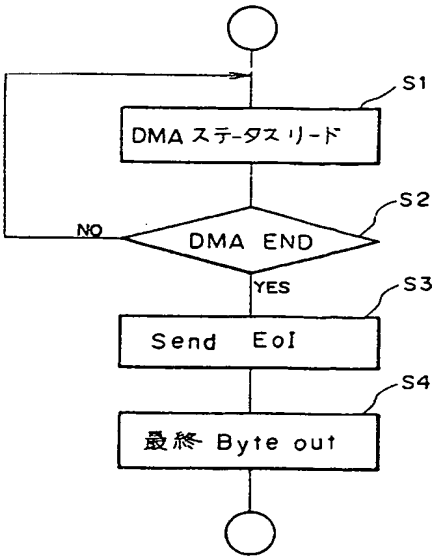 S1
DMA ステータスリード
S2
DMA END
NO
YES
S3
Send EoI
S4
最終 Byte out